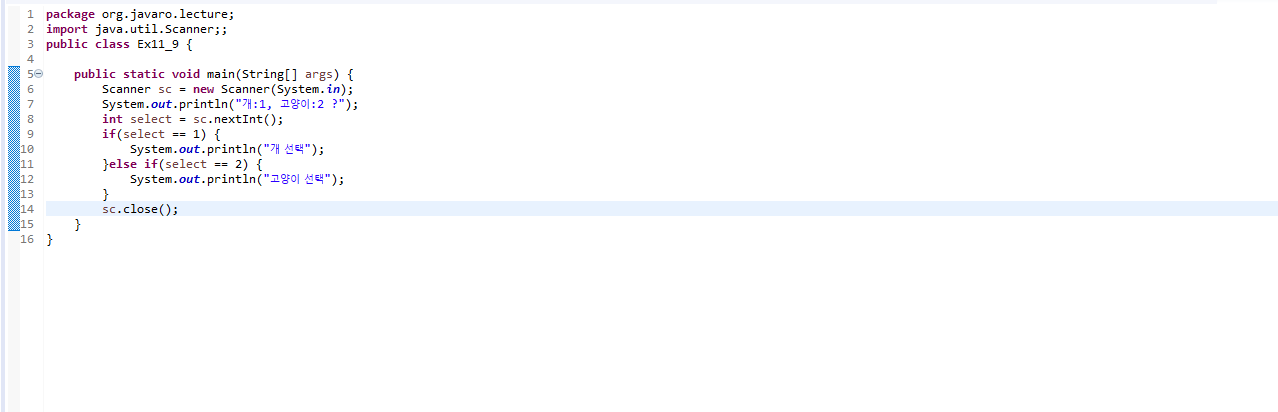 1 package org.javaro.lecture;
2 import java.util.Scanner;;
3 public class Ex11_9 {
4
5 public static void main(String[] args) {
6 Scanner sc = new Scanner(System.in);
7 System.out.println("개:1, 고양이:2 ?");
8 int select = sc.nextInt();
9 if(select == 1) {
10 System.out.println("개 선택");
11 }else if(select == 2) {
12 System.out.println("고양이 선택");
13 }
14 sc.close();
15 }
16 }